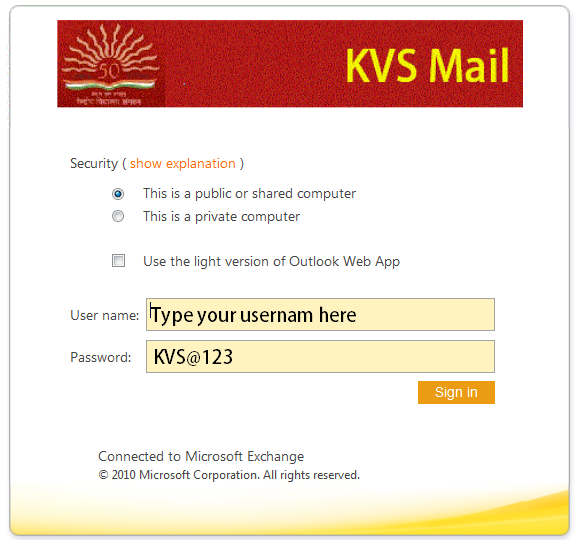 KVS Mail
50
केन्द्रीय विद्यालय संगठन
Security ( show explanation )
This is a public or shared computer
This is a private computer
Use the light version of Outlook Web App
User name: Type your usernam here
Password: KVS@123
Sign in
Connected to Microsoft Exchange
© 2010 Microsoft Corporation. All rights reserved.